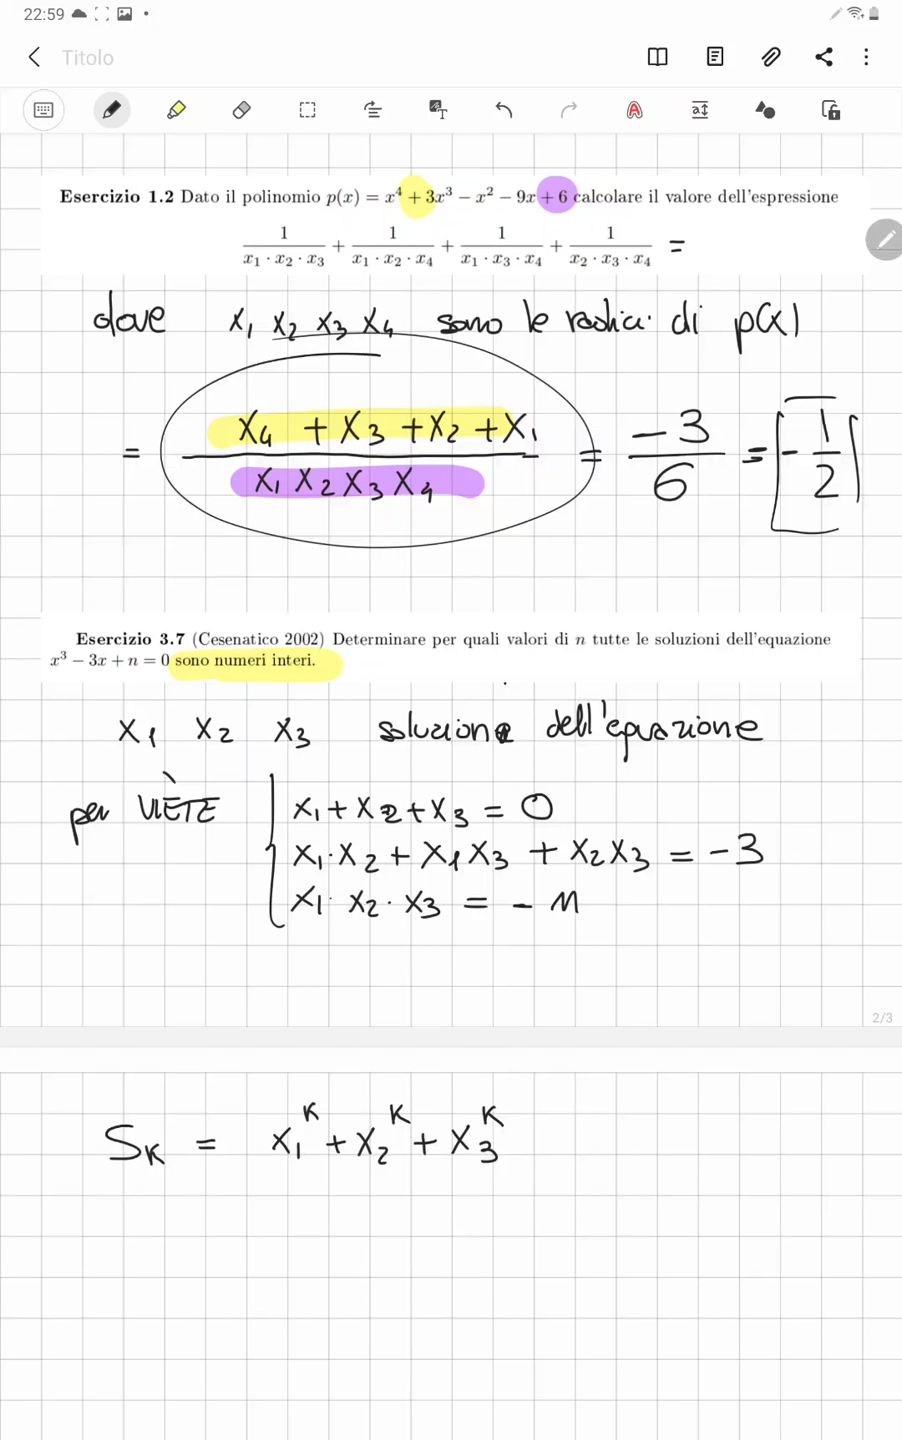 22:59
Titolo
Esercizio 1.2 Dato il polinomio p(x) = x⁴ + 3x³ − x² − 9x + 6 calcolare il valore dell'espressione
1/(x₁ · x₂ · x₃) + 1/(x₁ · x₂ · x₄) + 1/(x₁ · x₃ · x₄) + 1/(x₂ · x₃ · x₄) =
dove x₁ x₂ x₃ x₄ sono le radici di p(x)
= (x₄ + x₃ + x₂ + x₁)/(x₁ x₂ x₃ x₄) = −3/6 = −1/2
Esercizio 3.7 (Cesenatico 2002) Determinare per quali valori di n tutte le soluzioni dell'equazione
x³ − 3x + n = 0 sono numeri interi.
x₁ x₂ x₃ soluzione dell'equazione
per VIÈTE { x₁ + x₂ + x₃ = 0
x₁·x₂ + x₁x₃ + x₂x₃ = −3
x₁·x₂·x₃ = − n
2/3
Sₖ = x₁ᴷ + x₂ᴷ + x₃ᴷ